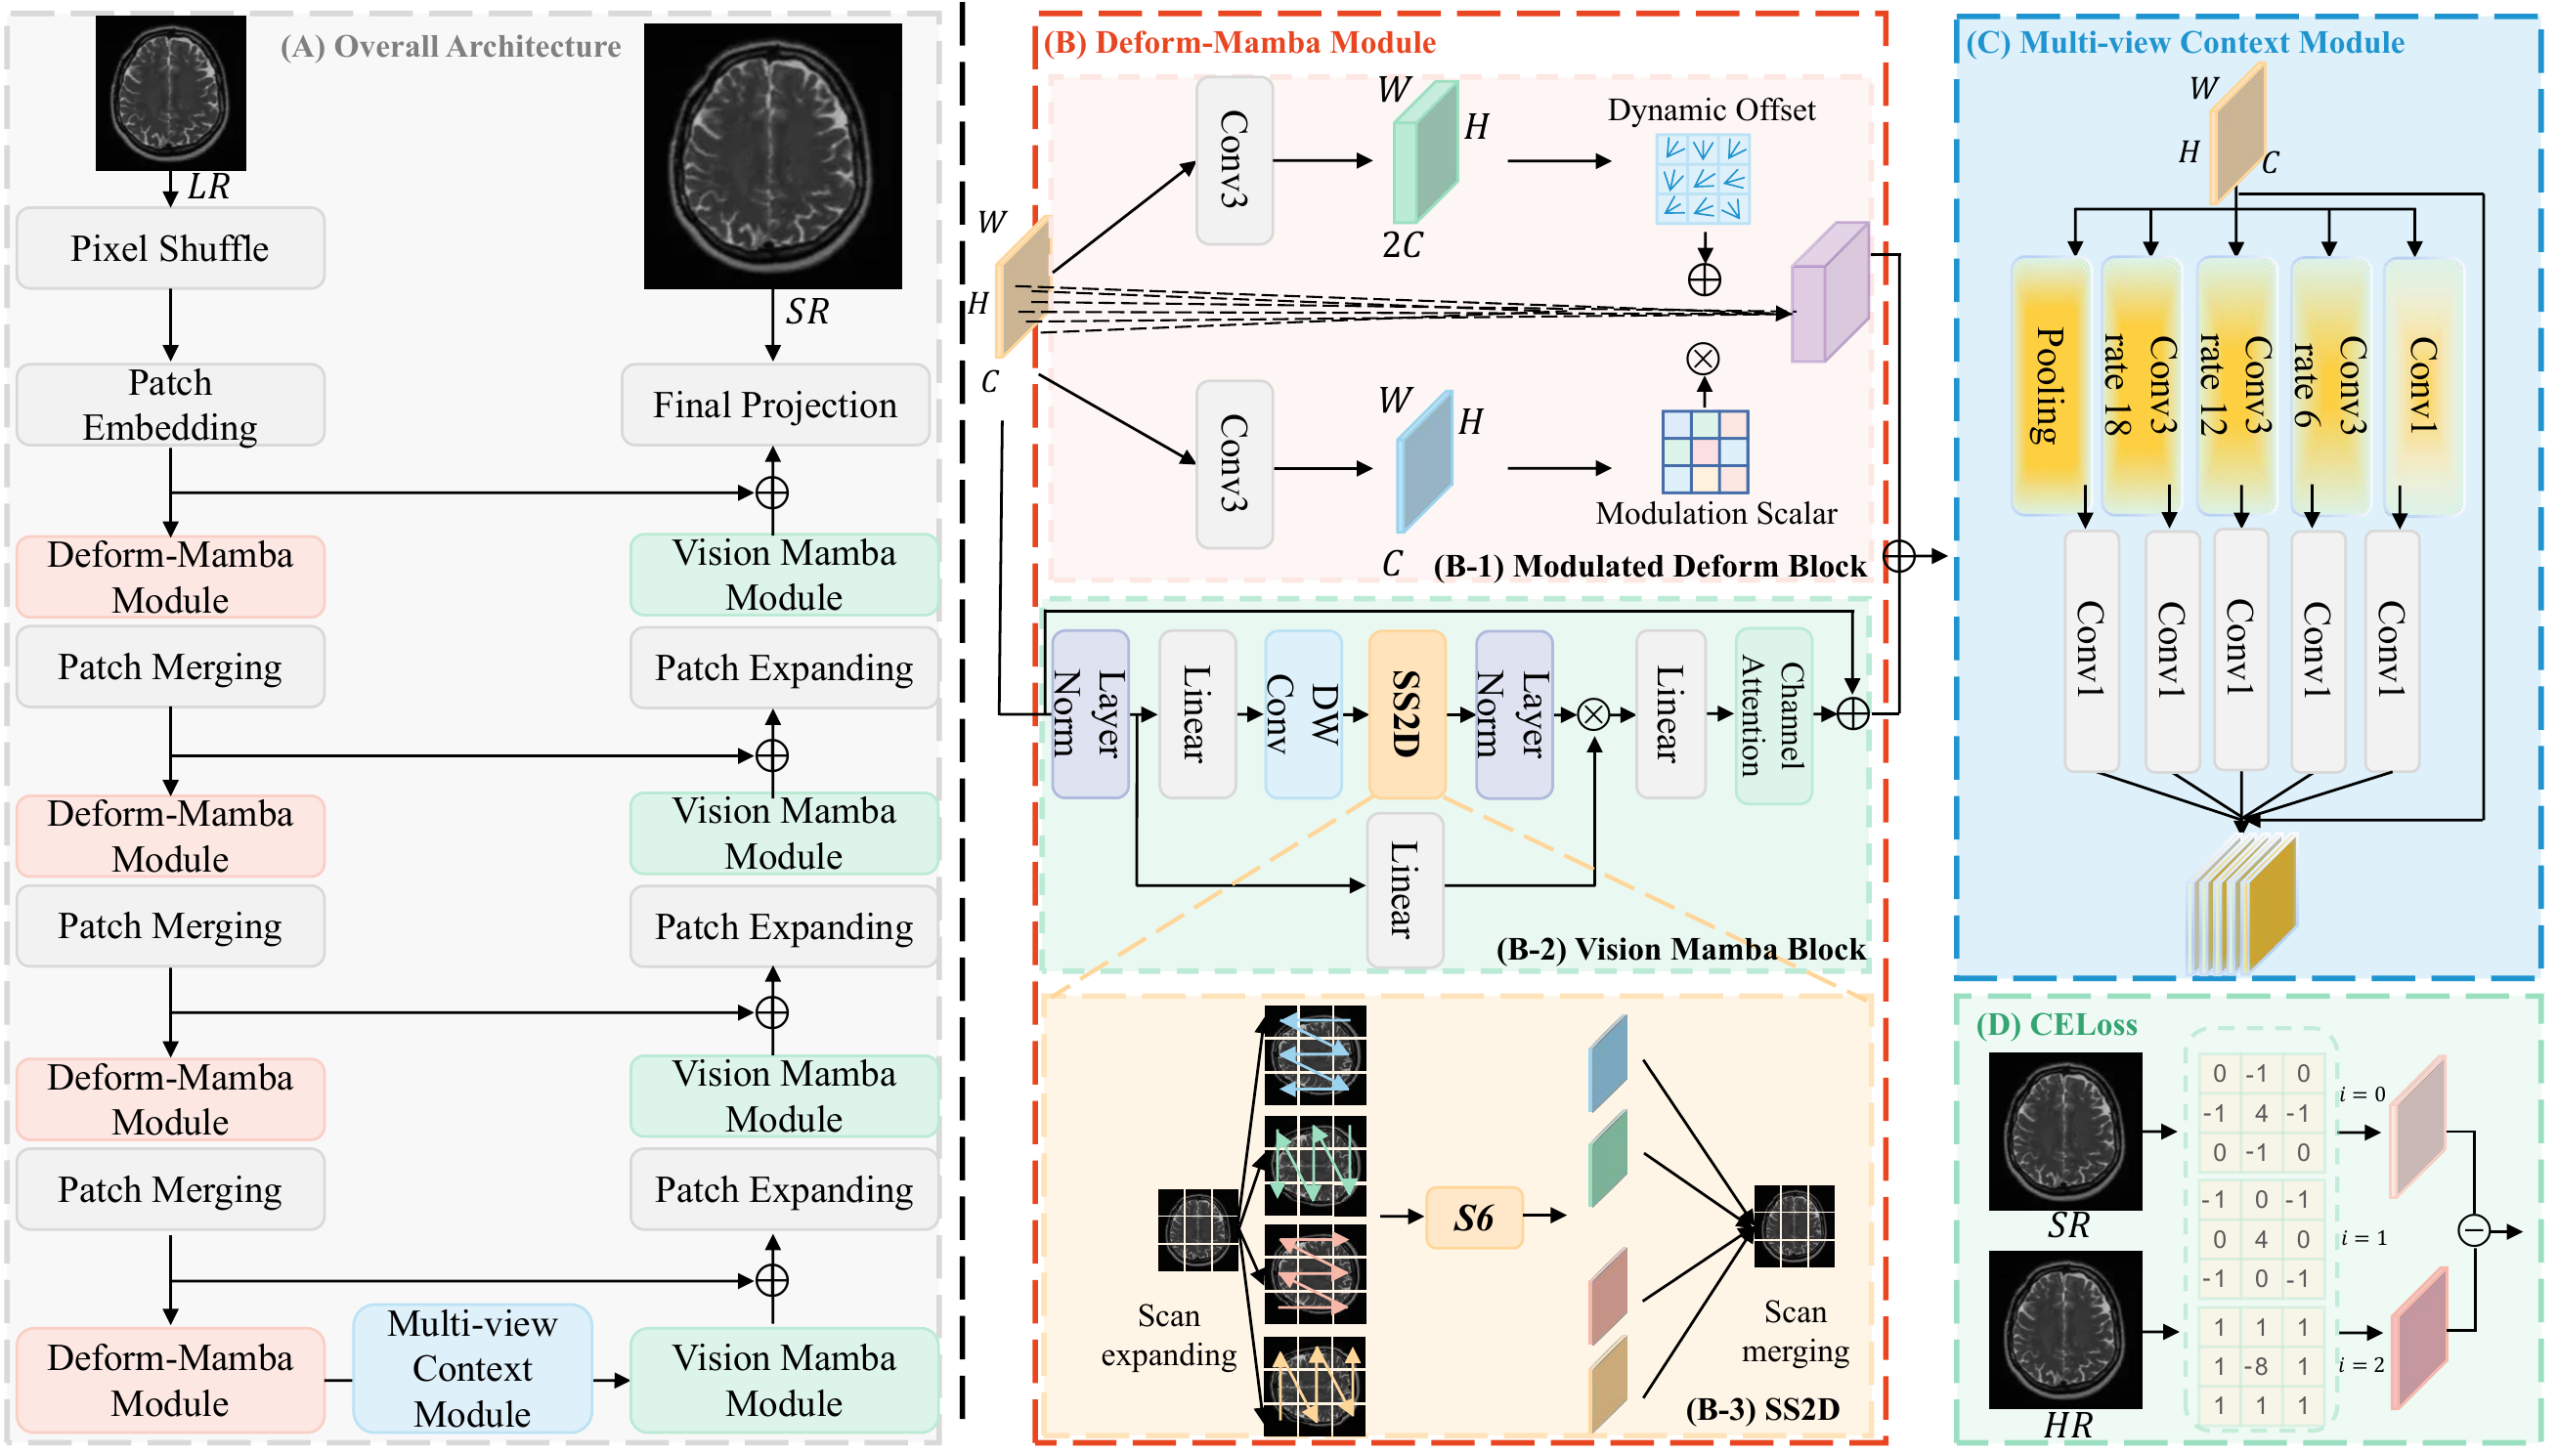 (A) Overall Architecture
LR
Pixel Shuffle
Patch
Embedding
Deform-Mamba
Module
Patch Merging
Deform-Mamba
Module
Patch Merging
Deform-Mamba
Module
Patch Merging
Deform-Mamba
Module
Multi-view
Context
Module
SR
Final Projection
Vision Mamba
Module
Patch Expanding
Vision Mamba
Module
Patch Expanding
Vision Mamba
Module
Patch Expanding
Vision Mamba
Module
(B) Deform-Mamba Module
W
H
C
Conv3
W
H
2C
Dynamic Offset
Conv3
W
H
C
Modulation Scalar
(B-1) Modulated Deform Block
Layer
Norm
Linear
DW
Conv
SS2D
Layer
Norm
Linear
Channel
Attention
Linear
(B-2) Vision Mamba Block
Scan
expanding
S6
Scan
merging
(B-3) SS2D
(C) Multi-view Context Module
W
H
C
Pooling
Conv3
rate 18
Conv3
rate 12
Conv3
rate 6
Conv1
Conv1
Conv1
Conv1
Conv1
Conv1
(D) CELoss
SR
HR
0 -1 0
-1 4 -1
0 -1 0
i = 0
-1 0 -1
0 4 0
-1 0 -1
i = 1
1 1 1
1 -8 1
1 1 1
i = 2